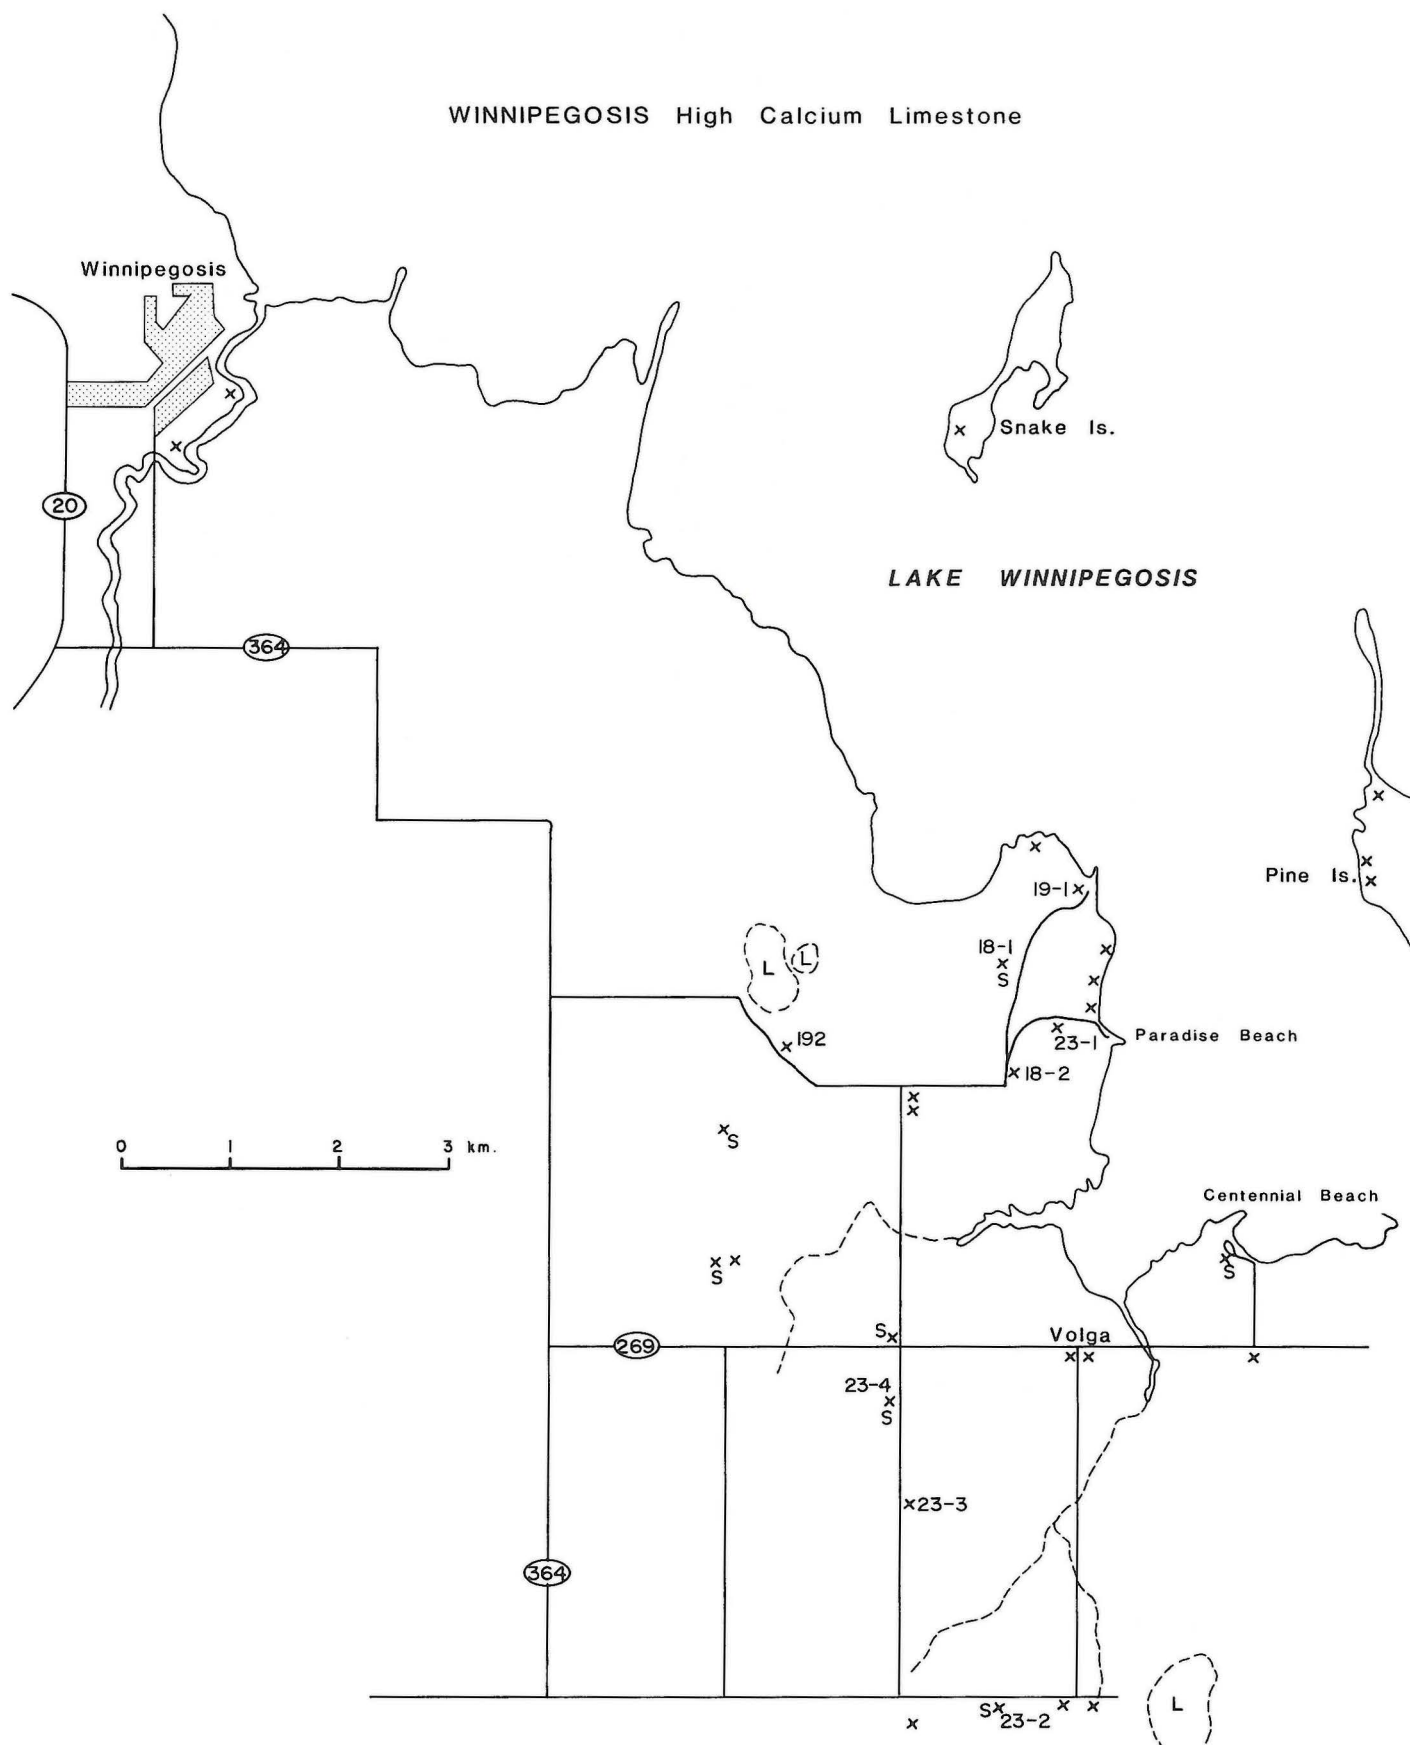 WINNIPEGOSIS High Calcium Limestone
Winnipegosis
x
x Snake Is.
x
20
LAKE WINNIPEGOSIS
364
x
x
Pine Is. x
x
19-1 x
18-1
x
S
x
L
L
x
x
x 192
23-1
Paradise Beach
x 18-2
x
x
x S
0 1 2 3 km.
Centennial Beach
x x
S
x
S
S x
269
Volga
x x
x
23-4
x
S
x 23-3
364
L
S x 23-2
x x
x